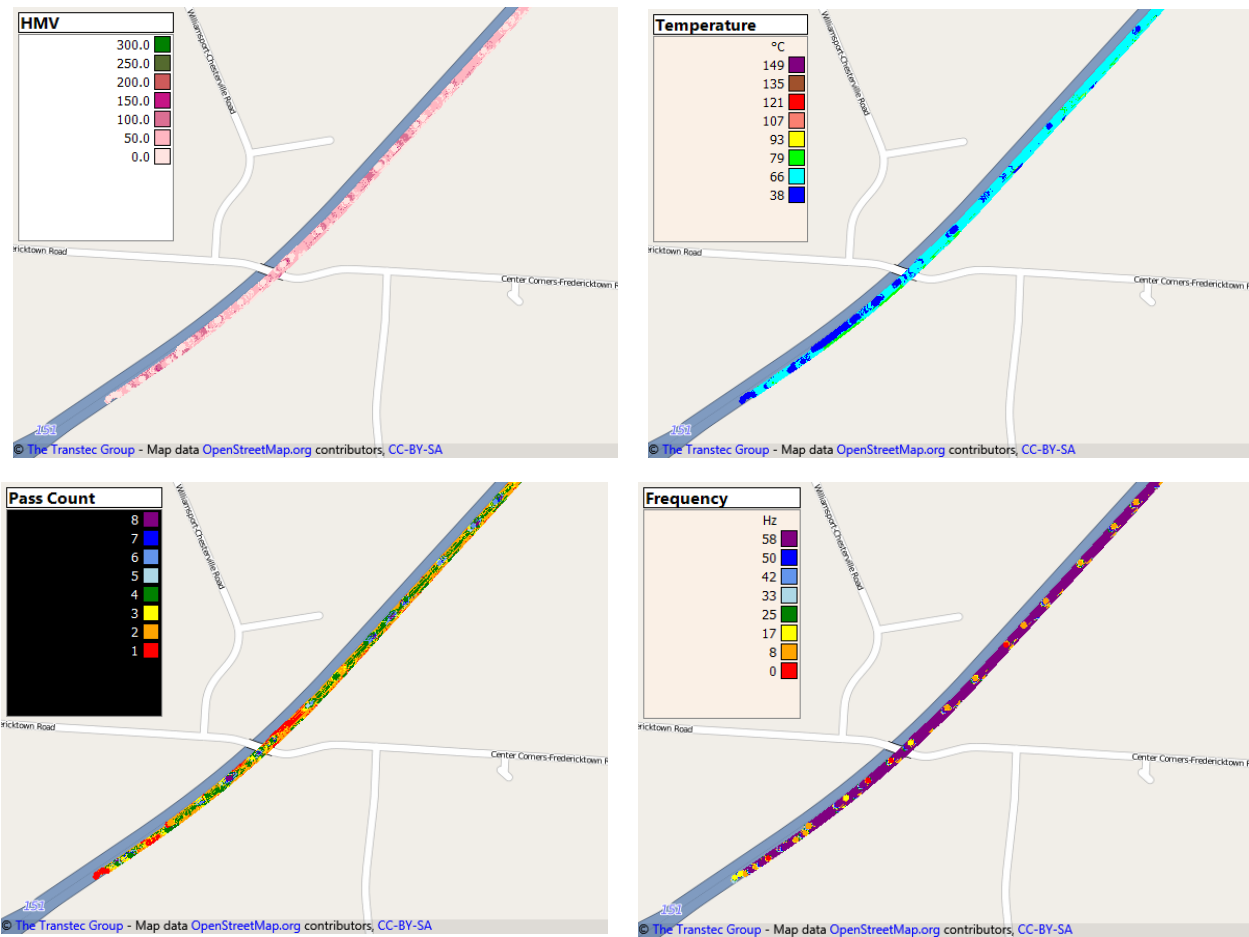 HMV
300.0
250.0
200.0
150.0
100.0
50.0
0.0
Williamsport-Chesterville Road
ericktown Road
Center Corners-Fredericktown R
151
© The Transtec Group - Map data OpenStreetMap.org contributors, CC-BY-SA
Temperature
°C
149
135
121
107
93
79
66
38
Williamsport-Chesterville Road
ericktown Road
Center Corners-Fredericktown R
151
© The Transtec Group - Map data OpenStreetMap.org contributors, CC-BY-SA
Pass Count
8
7
6
5
4
3
2
1
Williamsport-Chesterville Road
ericktown Road
Center Corners-Fredericktown R
151
© The Transtec Group - Map data OpenStreetMap.org contributors, CC-BY-SA
Frequency
Hz
58
50
42
33
25
17
8
0
Williamsport-Chesterville Road
ericktown Road
Center Corners-Fredericktown R
151
© The Transtec Group - Map data OpenStreetMap.org contributors, CC-BY-SA